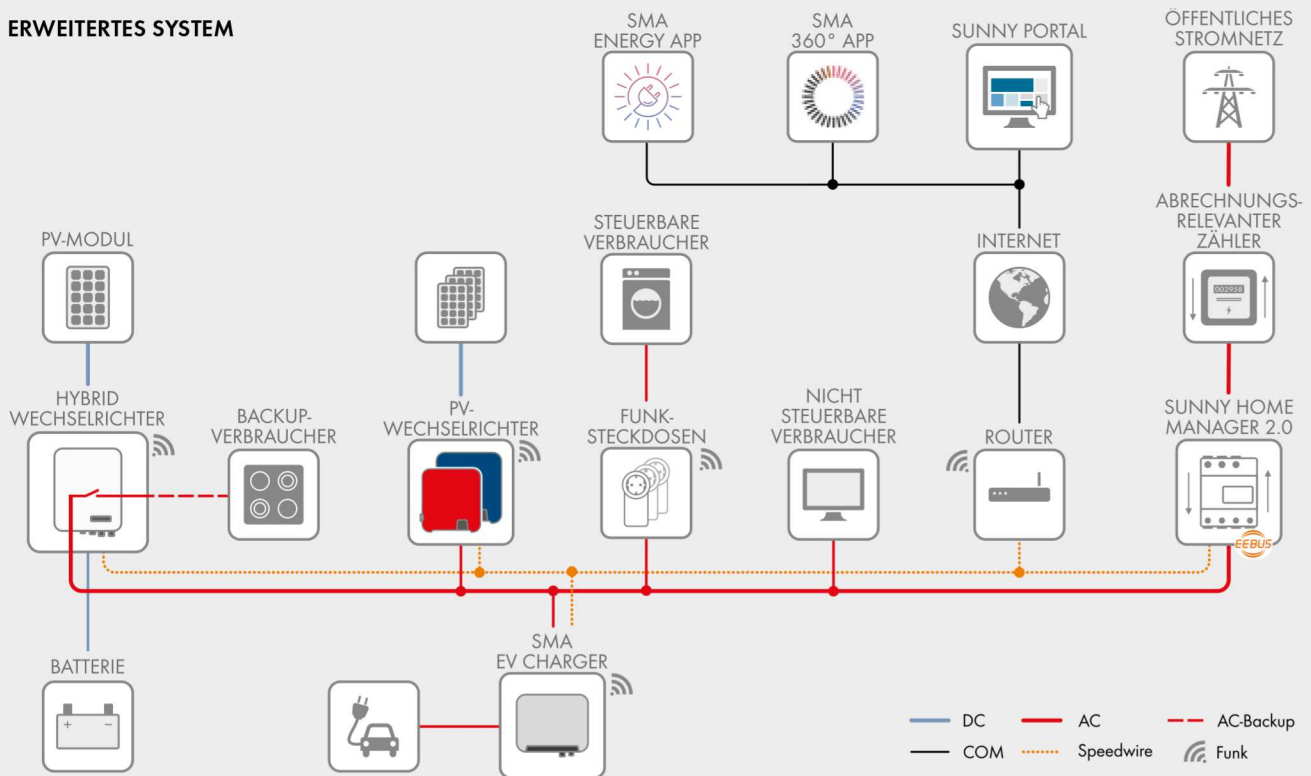 ERWEITERTES SYSTEM
SMA
ENERGY APP
SMA
360° APP
SUNNY PORTAL
ÖFFENTLICHES
STROMNETZ
PV-MODUL
STEUERBARE
VERBRAUCHER
INTERNET
ABRECHNUNGS-
RELEVANTER
ZÄHLER
002958
HYBRID
WECHSELRICHTER
BACKUP-
VERBRAUCHER
PV-
WECHSELRICHTER
FUNK-
STECKDOSEN
NICHT
STEUERBARE
VERBRAUCHER
ROUTER
SUNNY HOME
MANAGER 2.0
EEBUS
BATTERIE
+ −
SMA
EV CHARGER
DC
AC
AC-Backup
COM
Speedwire
Funk